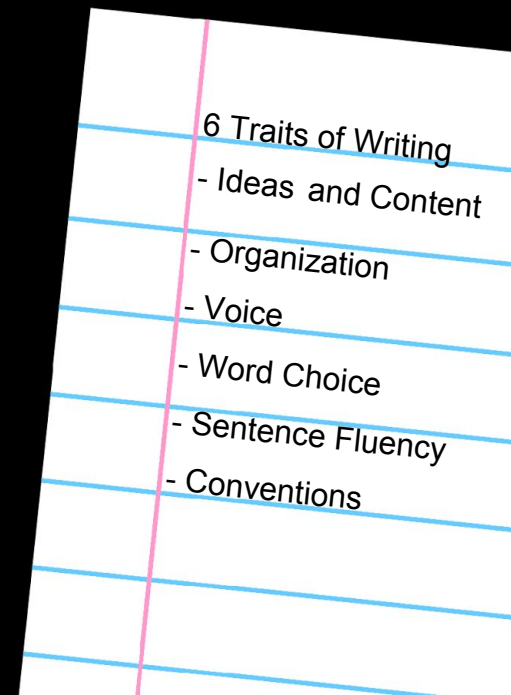 6 Traits of Writing
- Ideas and Content
- Organization
- Voice
- Word Choice
- Sentence Fluency
- Conventions